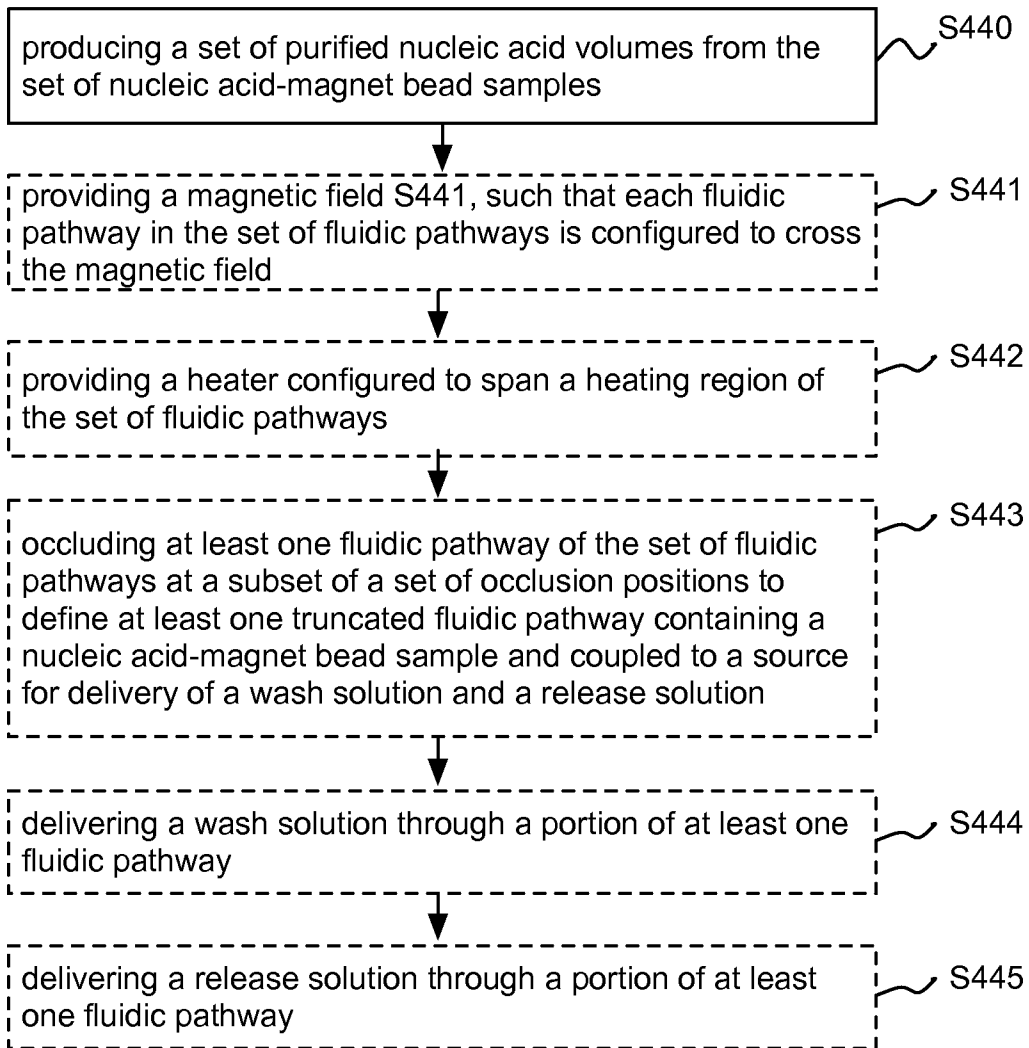 producing a set of purified nucleic acid volumes from the
set of nucleic acid-magnet bead samples
S440
providing a magnetic field S441, such that each fluidic
pathway in the set of fluidic pathways is configured to cross
the magnetic field
S441
providing a heater configured to span a heating region of
the set of fluidic pathways
S442
occluding at least one fluidic pathway of the set of fluidic
pathways at a subset of a set of occlusion positions to
define at least one truncated fluidic pathway containing a
nucleic acid-magnet bead sample and coupled to a source
for delivery of a wash solution and a release solution
S443
delivering a wash solution through a portion of at least one
fluidic pathway
S444
delivering a release solution through a portion of at least
one fluidic pathway
S445